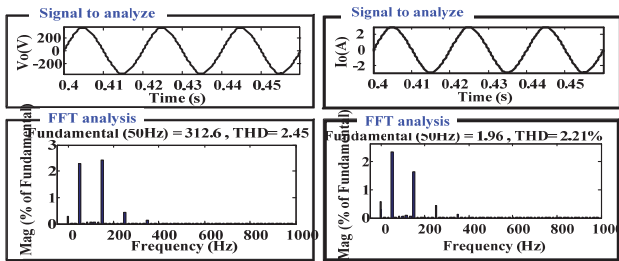 Signal to analyze
Vo(V)
200
0
-200
0.4 0.41 0.42 0.43 0.44 0.45
Time (s)
FFT analysis
Fundamental (50Hz) = 312.6 , THD= 2.45
Mag (% of Fundamental)
3
2
1
0
0 200 400 600 800 1000
Frequency (Hz)
Signal to analyze
Io(A)
2
0
-2
0.4 0.41 0.42 0.43 0.44 0.45
Time (s)
FFT analysis
Fundamental (50Hz) = 1.96 , THD= 2.21%
Mag (% of Fundamental)
3
2
1
0
0 200 400 600 800 1000
Frequency (Hz)